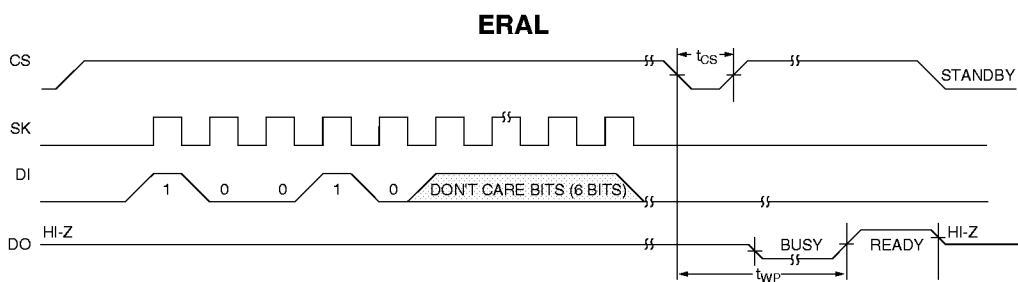 ERAL
CS
tCS
STANDBY
SK
DI
1 0 0 1 0 DON'T CARE BITS (6 BITS)
DO HI-Z BUSY READY HI-Z
tWP